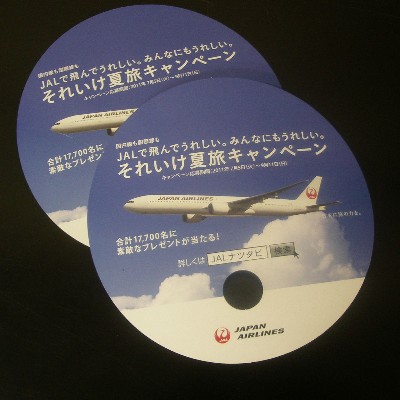 国内線も国際線も
JALで飛んでうれしい。みんなにもうれしい。
それいけ夏旅キャンペーン
合計17,700名に
素敵なプレゼン
国内線も国際線も
JALで飛んでうれしい。みんなにもうれしい。
それいけ夏旅キャンペーン
JAPAN AIRLINES
合計17,700名に
素敵なプレゼントが当たる!
詳しくは JALナツタビ 検索
JAPAN
AIRLINES